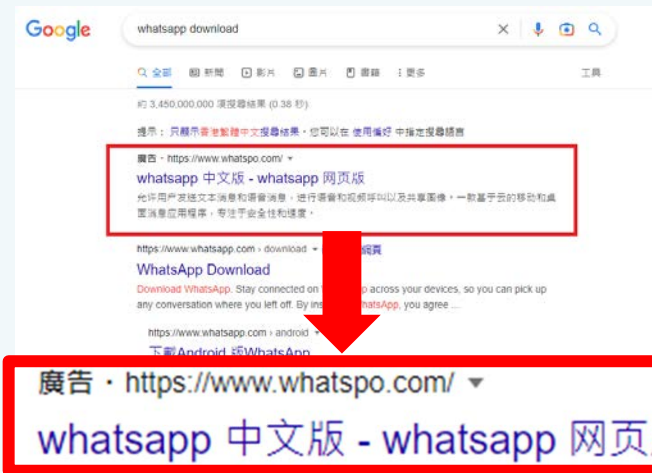 Google
whatsapp download
全部 新聞 影片 圖片 書籍 更多 工具
約 3,450,000,000 項搜尋結果 (0.38 秒)
提示： 只顯示香港繁體中文搜尋結果。您可以在 使用偏好 中指定搜尋語言
廣告 · https://www.whatspo.com/
whatsapp 中文版 - whatsapp 网页版
允许用户发送文本消息和语音消息，进行语音和视频呼叫以及共享图像。一款基于云的移动和桌
面消息应用程序，专注于安全性和速度。
https://www.whatsapp.com › download 網頁
WhatsApp Download
Download WhatsApp. Stay connected on across your devices, so you can pick up
any conversation where you left off. By hatsApp, you agree ...
https://www.whatsapp.com › android
下載Android 版WhatsApp
廣告 · https://www.whatspo.com/
whatsapp 中文版 - whatsapp 网页